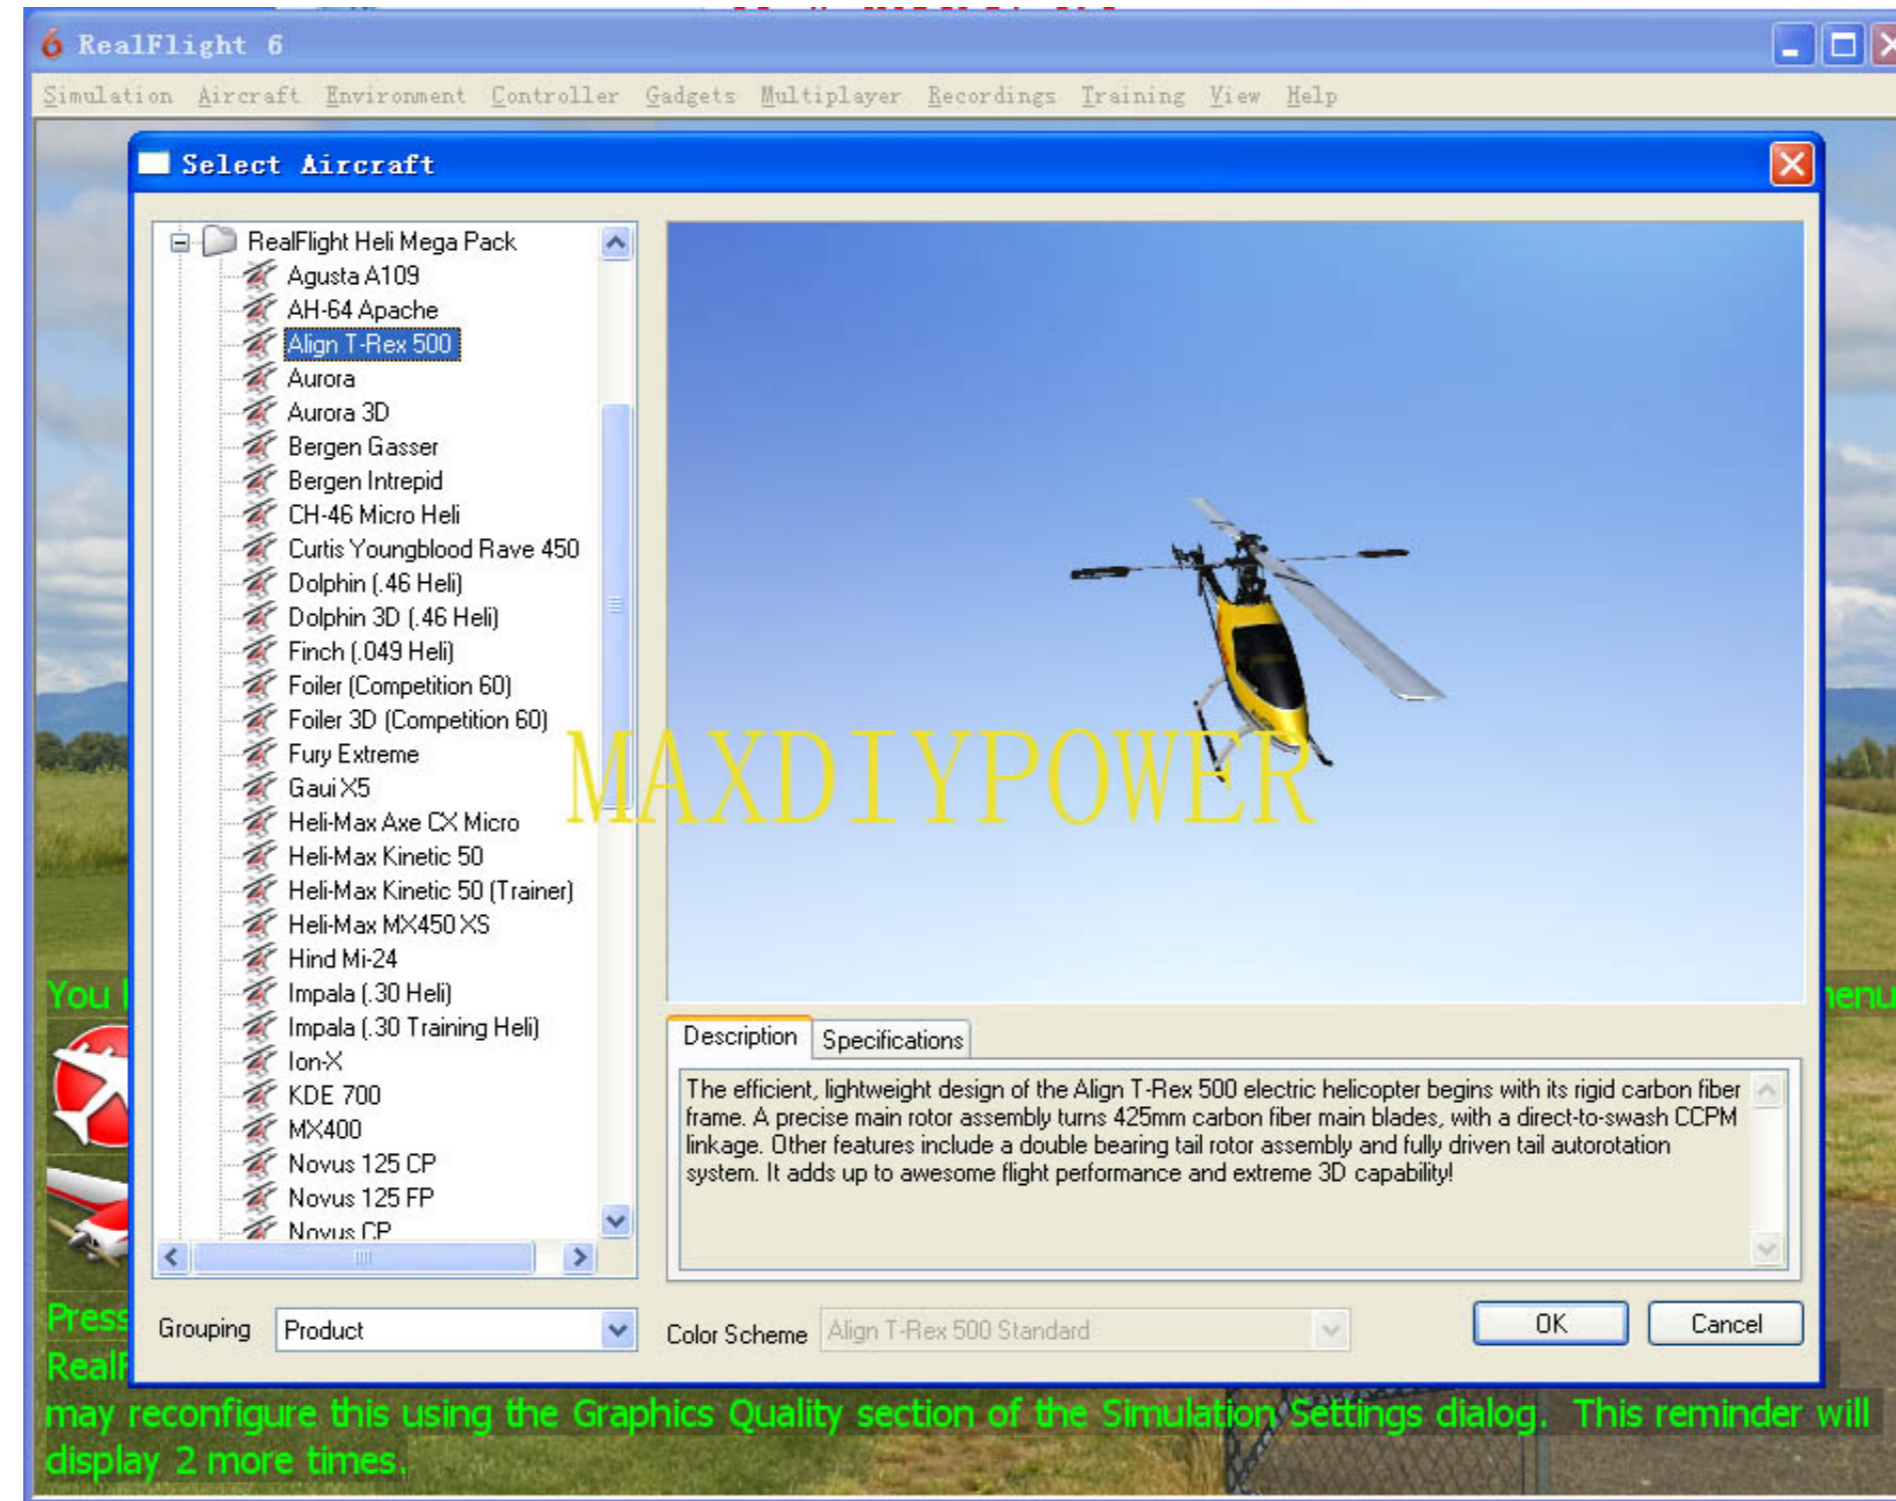 6 RealFlight 6
Simulation Aircraft Environment Controller Gadgets Multiplayer Recordings Training View Help
Select Aircraft
RealFlight Heli Mega Pack
Agusta A109
AH-64 Apache
Align T-Rex 500
Aurora
Aurora 3D
Bergen Gasser
Bergen Intrepid
CH-46 Micro Heli
Curtis Youngblood Rave 450
Dolphin (.46 Heli)
Dolphin 3D (.46 Heli)
Finch (.049 Heli)
Foiler (Competition 60)
Foiler 3D (Competition 60)
Fury Extreme
Gaui X5
Heli-Max Axe CX Micro
Heli-Max Kinetic 50
Heli-Max Kinetic 50 (Trainer)
Heli-Max MX450 XS
Hind Mi-24
Impala (.30 Heli)
Impala (.30 Training Heli)
Ion-X
KDE 700
MX400
Novus 125 CP
Novus 125 FP
Novus CP
MAXDIYPOWER
Description Specifications
The efficient, lightweight design of the Align T-Rex 500 electric helicopter begins with its rigid carbon fiber
frame. A precise main rotor assembly turns 425mm carbon fiber main blades, with a direct-to-swash CCPM
linkage. Other features include a double bearing tail rotor assembly and fully driven tail autorotation
system. It adds up to awesome flight performance and extreme 3D capability!
Grouping Product
Color Scheme Align T-Rex 500 Standard
OK Cancel
You
Press
may reconfigure this using the Graphics Quality section of the Simulation Settings dialog. This reminder will
display 2 more times.